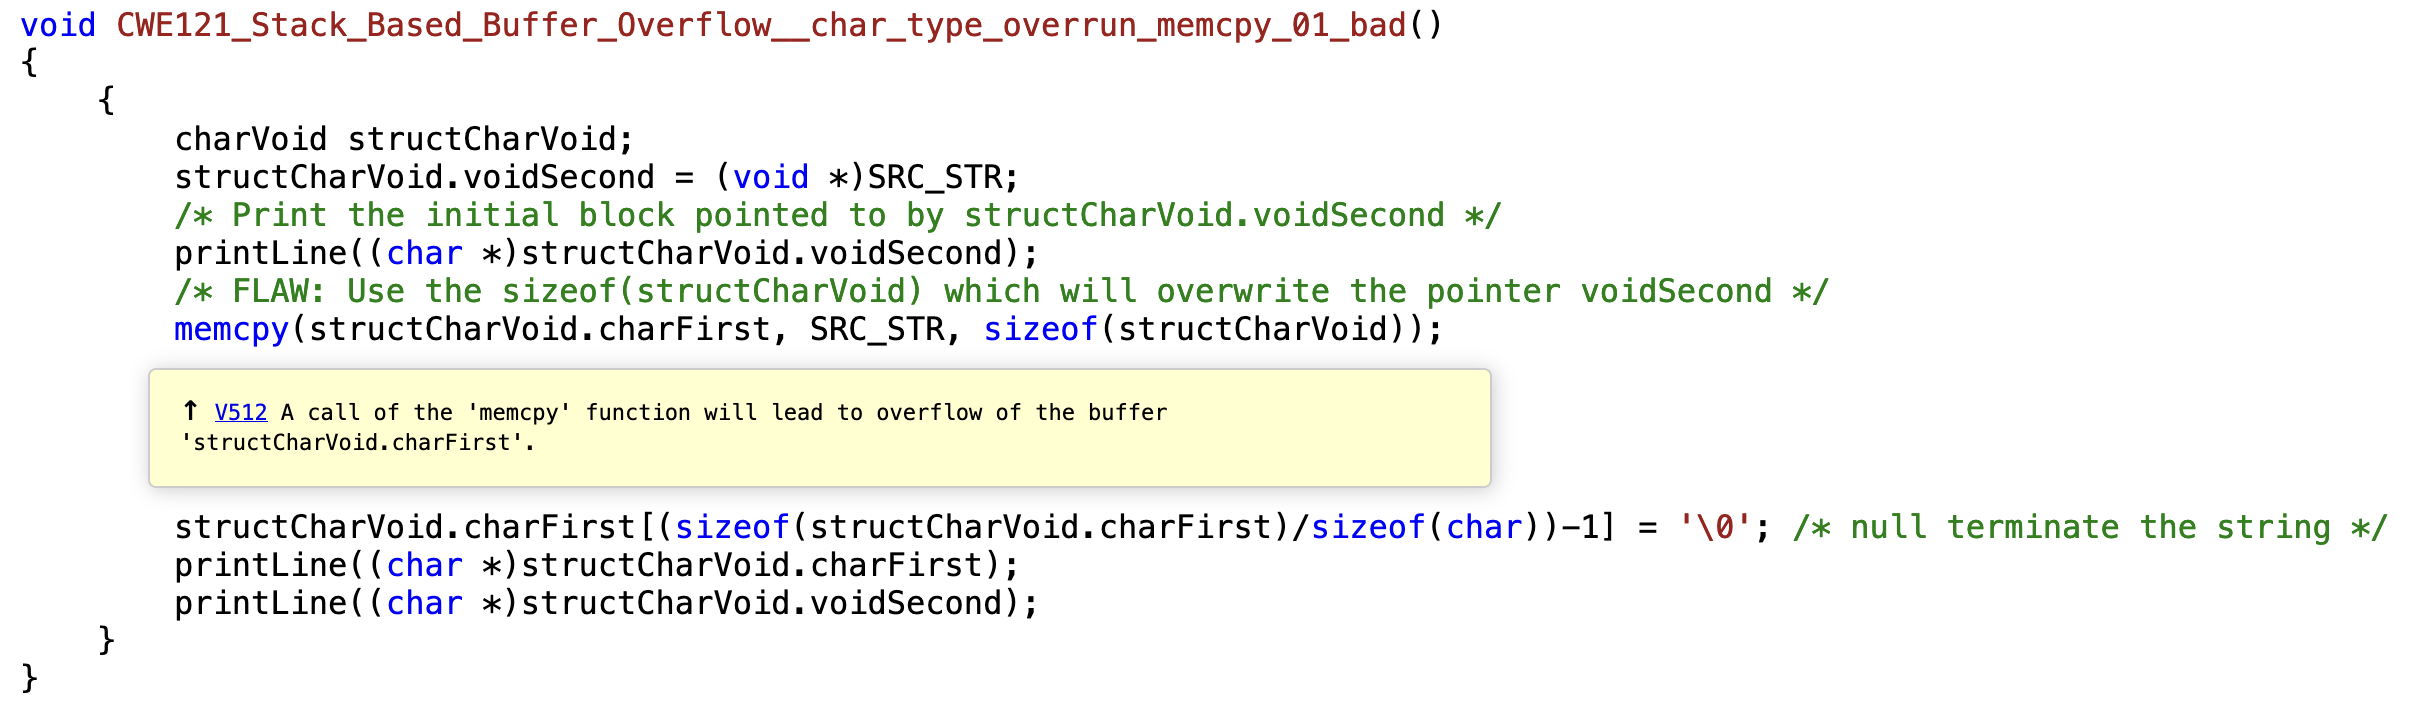 void CWE121_Stack_Based_Buffer_Overflow__char_type_overrun_memcpy_01_bad()
{
    {
        charVoid structCharVoid;
        structCharVoid.voidSecond = (void *)SRC_STR;
        /* Print the initial block pointed to by structCharVoid.voidSecond */
        printLine((char *)structCharVoid.voidSecond);
        /* FLAW: Use the sizeof(structCharVoid) which will overwrite the pointer voidSecond */
        memcpy(structCharVoid.charFirst, SRC_STR, sizeof(structCharVoid));
↑ V512 A call of the 'memcpy' function will lead to overflow of the buffer
'structCharVoid.charFirst'.
        structCharVoid.charFirst[(sizeof(structCharVoid.charFirst)/sizeof(char))-1] = '\0'; /* null terminate the string */
        printLine((char *)structCharVoid.charFirst);
        printLine((char *)structCharVoid.voidSecond);
    }
}